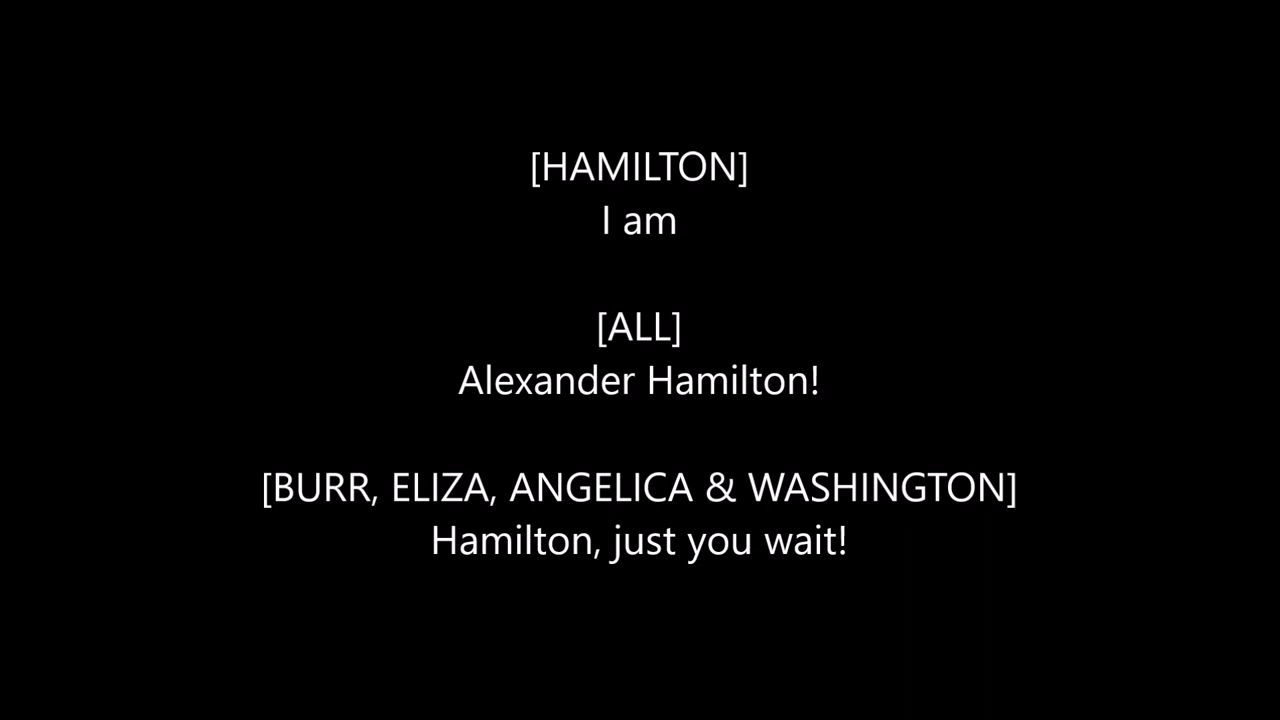 [HAMILTON]
I am
[ALL]
Alexander Hamilton!
[BURR, ELIZA, ANGELICA & WASHINGTON]
Hamilton, just you wait!